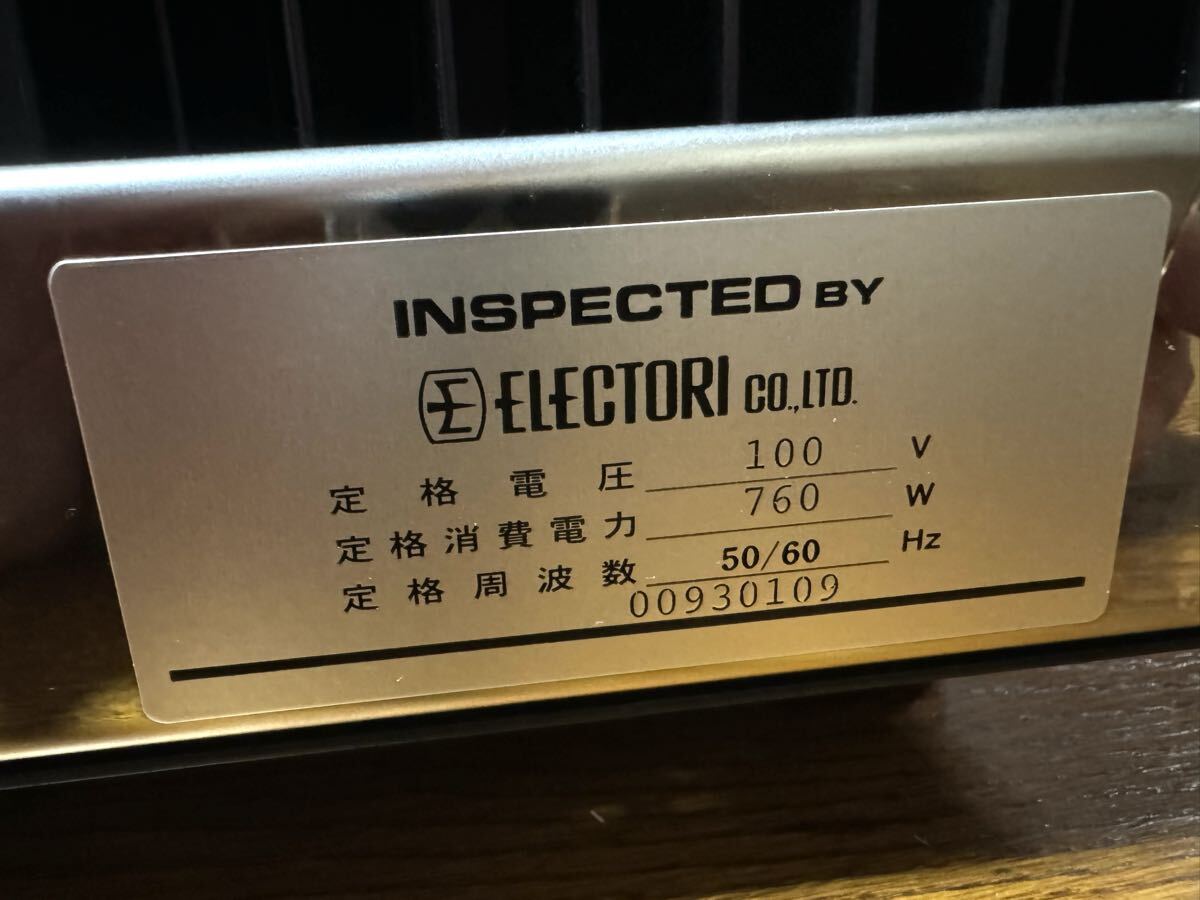 INSPECTED BY
ELECTORI CO.,LTD.
定格電圧 100 V
定格消費電力 760 W
定格周波数 50/60 Hz
00930109